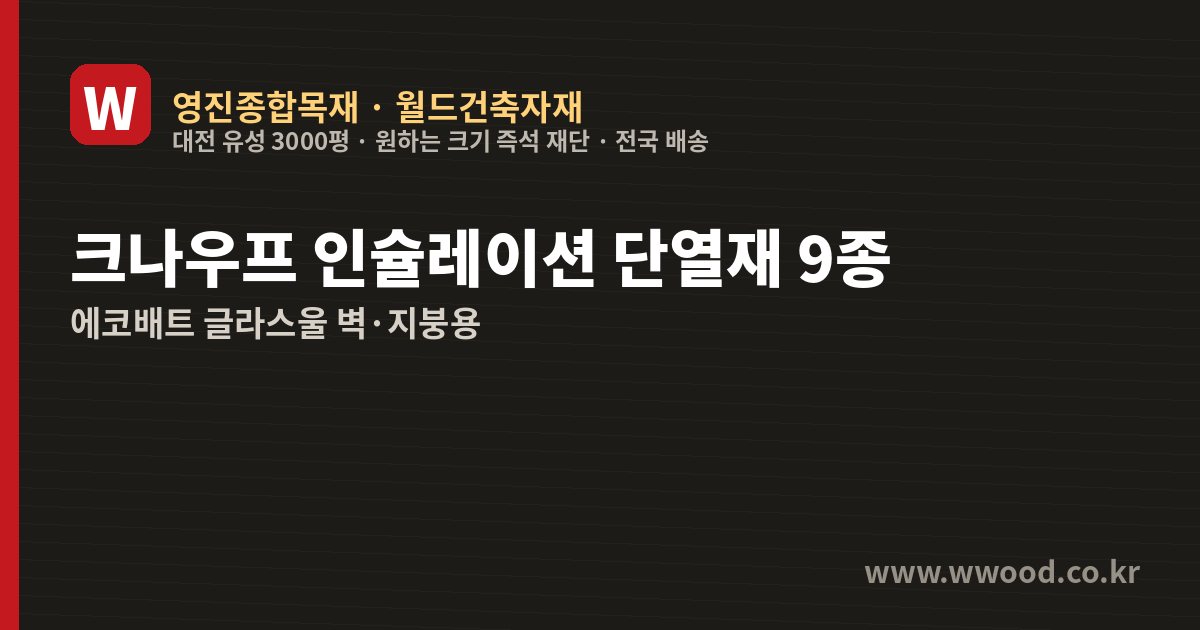 W
영진종합목재 · 월드건축자재
대전 유성 3000평 · 원하는 크기 즉석 재단 · 전국 배송
크나우프 인슐레이션 단열재 9종
에코배트 글라스울 벽·지붕용
www.wwood.co.kr